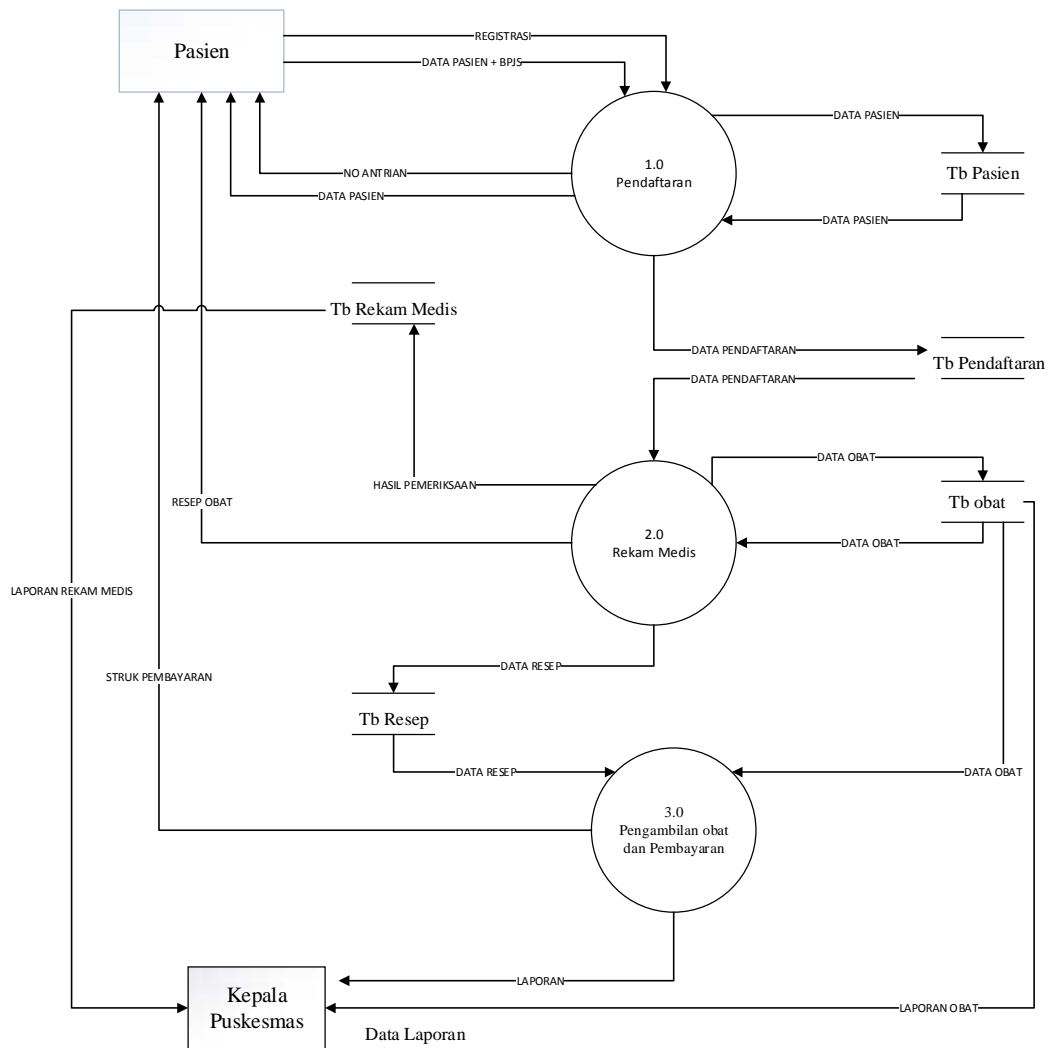 REGISTRASI
Pasien
DATA PASIEN + BPJS
DATA PASIEN
1.0
Pendaftaran
Tb Pasien
NO ANTRIAN
DATA PASIEN
DATA PASIEN
Tb Rekam Medis
DATA PENDAFTARAN
Tb Pendaftaran
DATA PENDAFTARAN
DATA OBAT
HASIL PEMERIKSAAN
RESEP OBAT
Tb obat
2.0
Rekam Medis
DATA OBAT
LAPORAN REKAM MEDIS
DATA RESEP
STRUK PEMBAYARAN
Tb Resep
DATA RESEP
DATA OBAT
3.0
Pengambilan obat
dan Pembayaran
LAPORAN
Kepala
Puskesmas
LAPORAN OBAT
Data Laporan